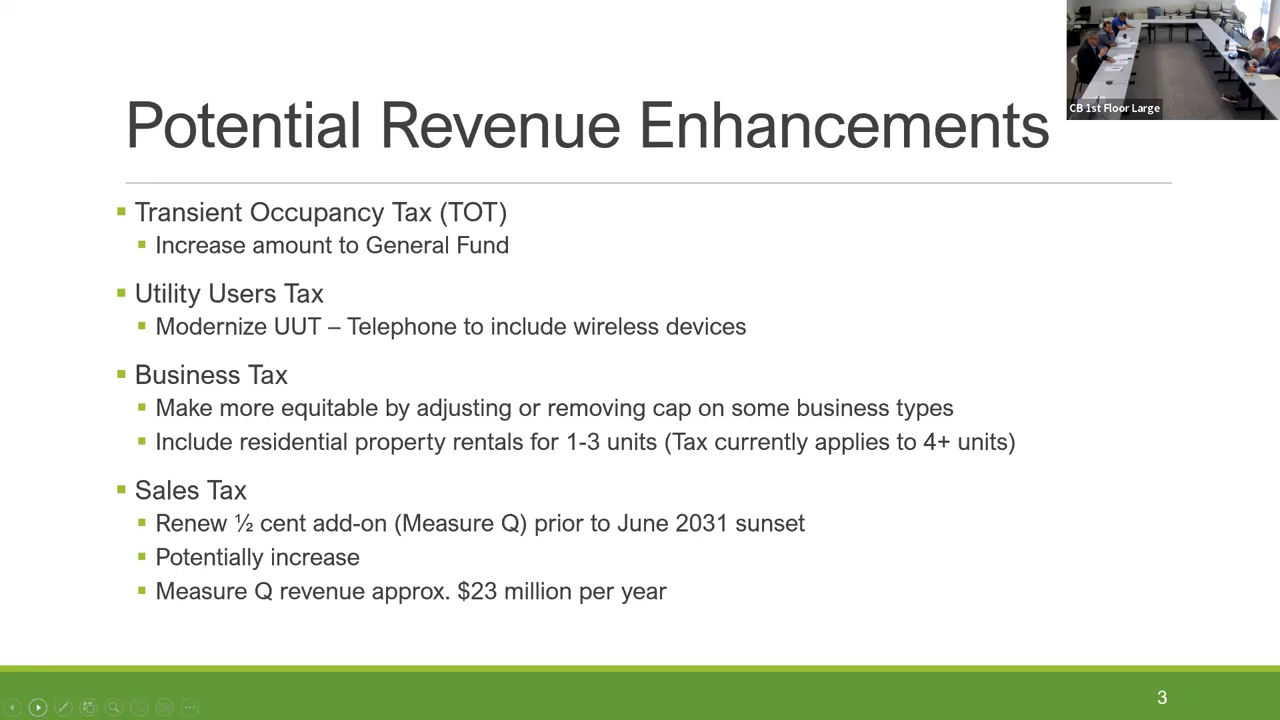 CB 1st Floor Large
Potential Revenue Enhancements
Transient Occupancy Tax (TOT)
Increase amount to General Fund
Utility Users Tax
Modernize UUT – Telephone to include wireless devices
Business Tax
Make more equitable by adjusting or removing cap on some business types
Include residential property rentals for 1-3 units (Tax currently applies to 4+ units)
Sales Tax
Renew ½ cent add-on (Measure Q) prior to June 2031 sunset
Potentially increase
Measure Q revenue approx. $23 million per year
3